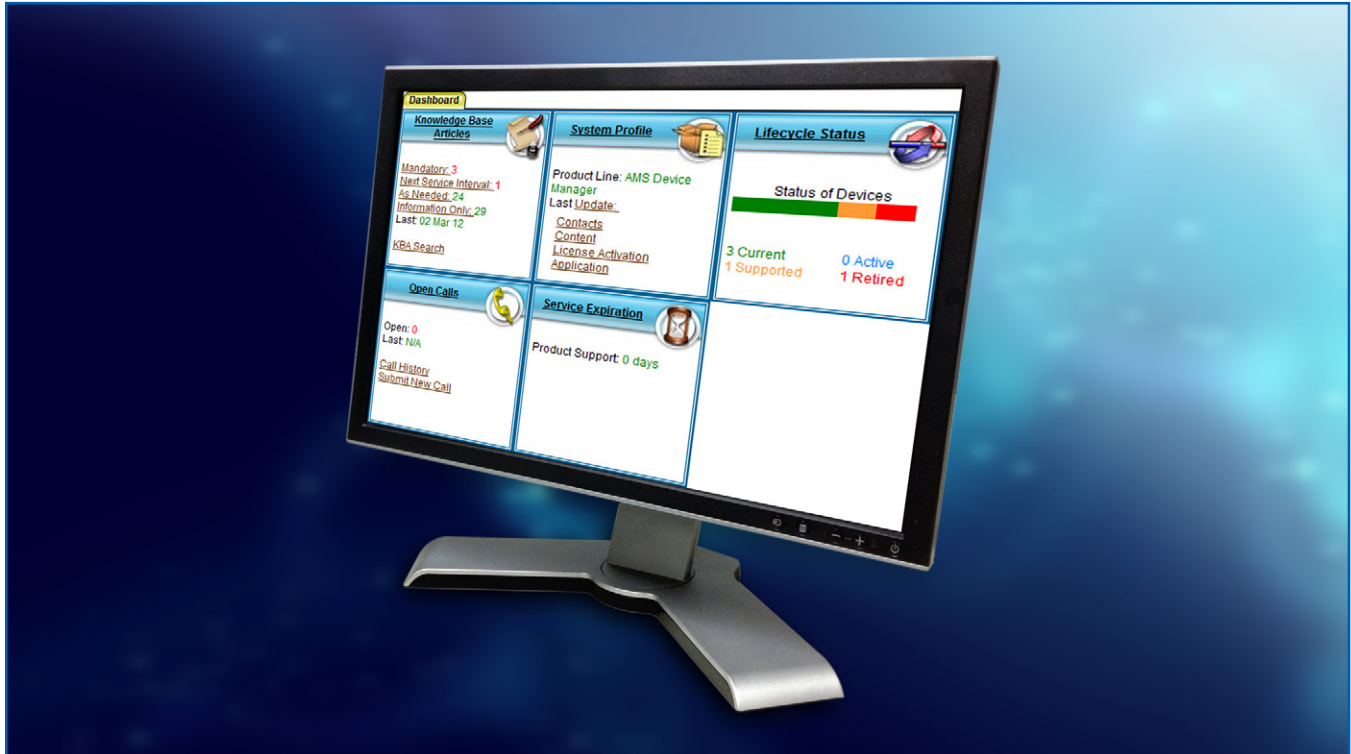 Dashboard
Knowledge Base
Articles
Mandatory: 3
Next Service Interval: 1
As Needed: 24
Information Only: 29
Last: 02 Mar 12
KBA Search
System Profile
Product Line: AMS Device
Manager
Last Update:
Contacts
Content
License Activation
Application
Lifecycle Status
Status of Devices
3 Current
0 Active
1 Supported
1 Retired
Open Calls
Open: 0
Last: N/A
Call History
Submit New Call
Service Expiration
Product Support: 0 days